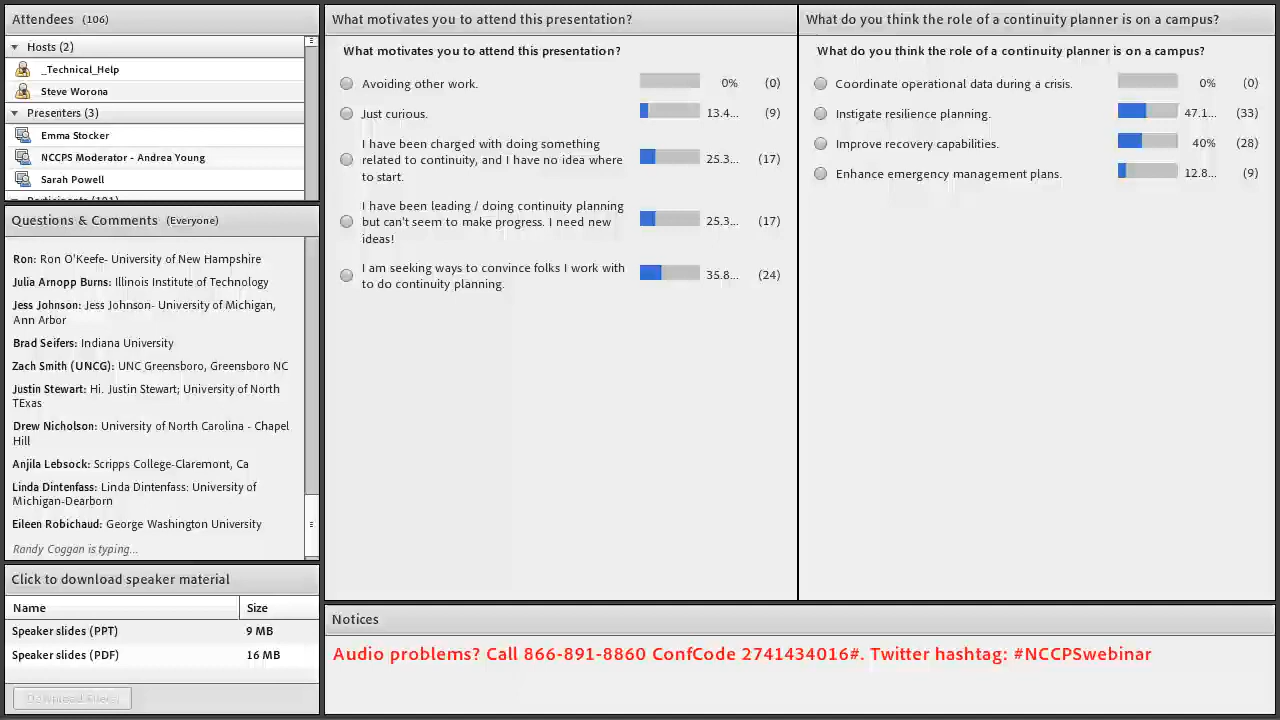 Attendees (106)
Hosts (2)
_Technical_Help
Steve Worona
Presenters (3)
Emma Stocker
NCCPS Moderator - Andrea Young
Sarah Powell
Questions & Comments (Everyone)
Ron: Ron O'Keefe- University of New Hampshire
Julia Arnopp Burns: Illinois Institute of Technology
Jess Johnson: Jess Johnson- University of Michigan,
Ann Arbor
Brad Seifers: Indiana University
Zach Smith (UNCG): UNC Greensboro, Greensboro NC
Justin Stewart: Hi. Justin Stewart; University of North
TExas
Drew Nicholson: University of North Carolina - Chapel
Hill
Anjila Lebsock: Scripps College-Claremont, Ca
Linda Dintenfass: Linda Dintenfass: University of
Michigan-Dearborn
Eileen Robichaud: George Washington University
Randy Coggan is typing...
Click to download speaker material
Name Size
Speaker slides (PPT) 9 MB
Speaker slides (PDF) 16 MB
Download File(s)
What motivates you to attend this presentation?
What motivates you to attend this presentation?
Avoiding other work. 0% (0)
Just curious. 13.4... (9)
I have been charged with doing something
related to continuity, and I have no idea where 25.3... (17)
to start.
I have been leading / doing continuity planning
but can't seem to make progress. I need new 25.3... (17)
ideas!
I am seeking ways to convince folks I work with 35.8... (24)
to do continuity planning.
What do you think the role of a continuity planner is on a campus?
What do you think the role of a continuity planner is on a campus?
Coordinate operational data during a crisis. 0% (0)
Instigate resilience planning. 47.1... (33)
Improve recovery capabilities. 40% (28)
Enhance emergency management plans. 12.8... (9)
Notices
Audio problems? Call 866-891-8860 ConfCode 2741434016#. Twitter hashtag: #NCCPSwebinar